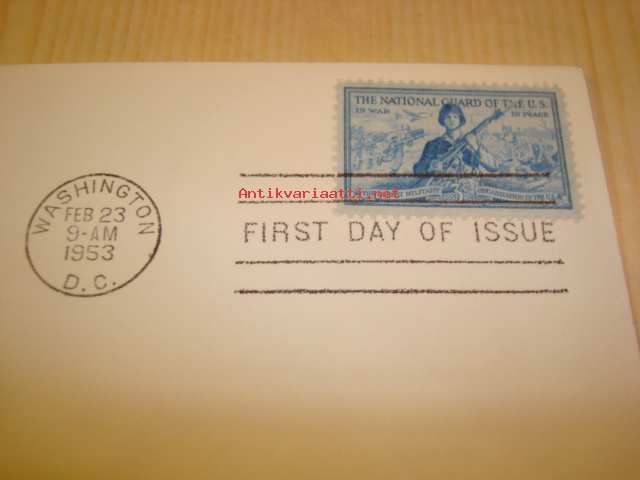 THE NATIONAL GUARD OF THE U.S.
IN WAR IN PEACE
Antikvariaatti.net
3¢
WASHINGTON
FEB 23
9-AM
1953
D.C.
FIRST DAY OF ISSUE